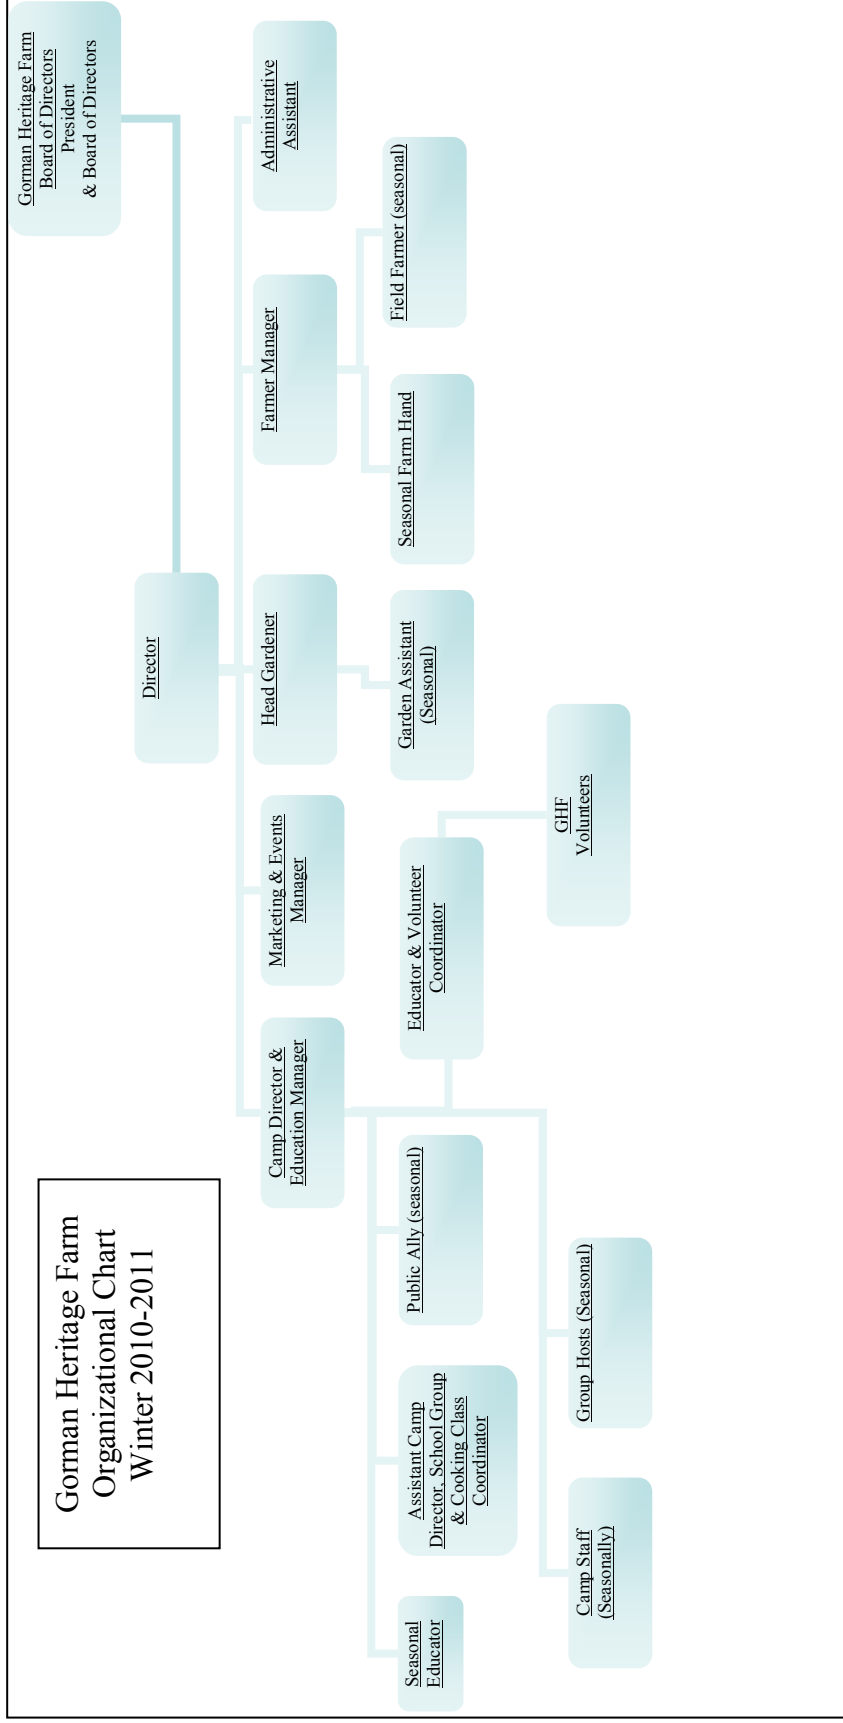 Gorman Heritage Farm
Organizational Chart
Winter 2010-2011
Gorman Heritage Farm
Board of Directors
President
& Board of Directors
Director
Camp Director &
Education Manager
Marketing & Events
Manager
Head Gardener
Farmer Manager
Administrative
Assistant
Seasonal
Educator
Assistant Camp
Director, School Group
& Cooking Class
Coordinator
Public Ally (seasonal)
Educator & Volunteer
Coordinator
Garden Assistant
(Seasonal)
Seasonal Farm Hand
Field Farmer (seasonal)
Camp Staff
(Seasonally)
Group Hosts (Seasonal)
GHF
Volunteers